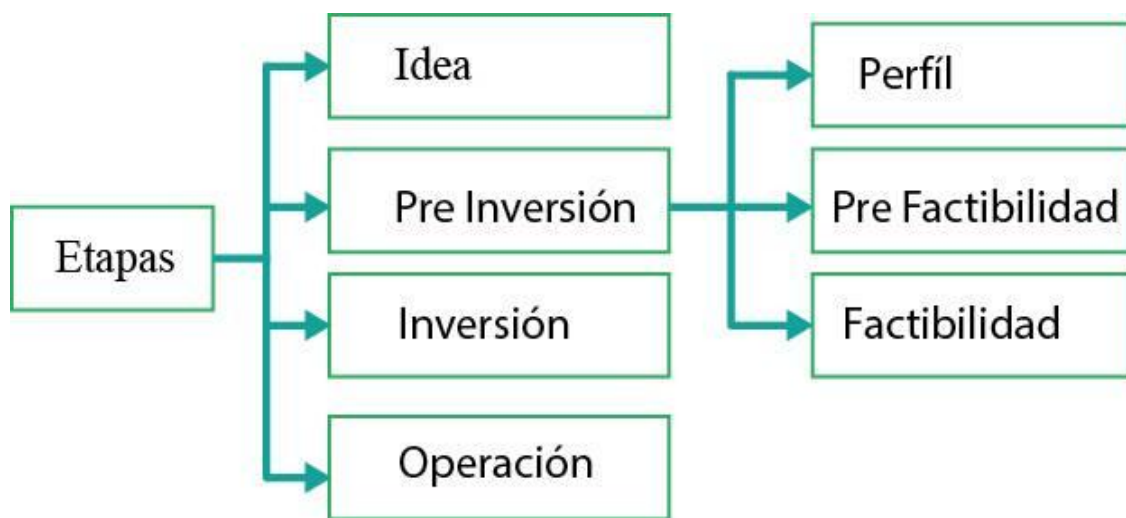 Etapas
Idea
Pre Inversión
Inversión
Operación
Perfíl
Pre Factibilidad
Factibilidad